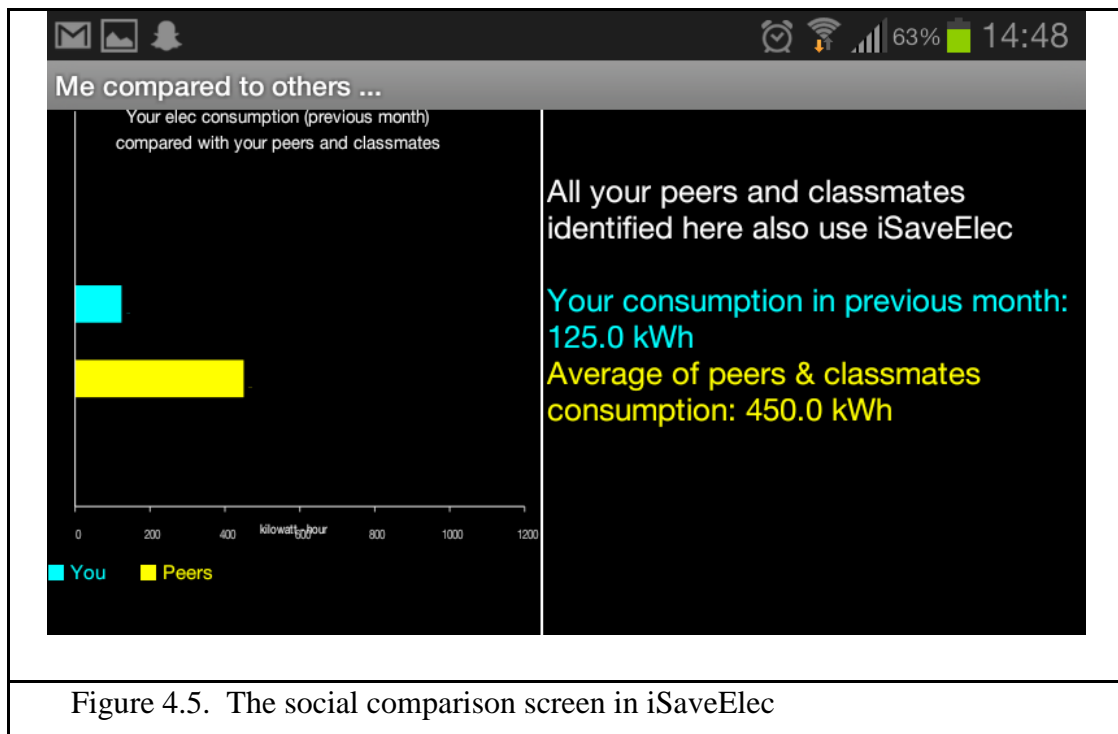 63% 14:48
Me compared to others ...
Your elec consumption (previous month)
compared with your peers and classmates
0 200 400 600 800 1000 1200
kilowatt-hour
You Peers
All your peers and classmates
identified here also use iSaveElec
Your consumption in previous month:
125.0 kWh
Average of peers & classmates
consumption: 450.0 kWh
Figure 4.5. The social comparison screen in iSaveElec